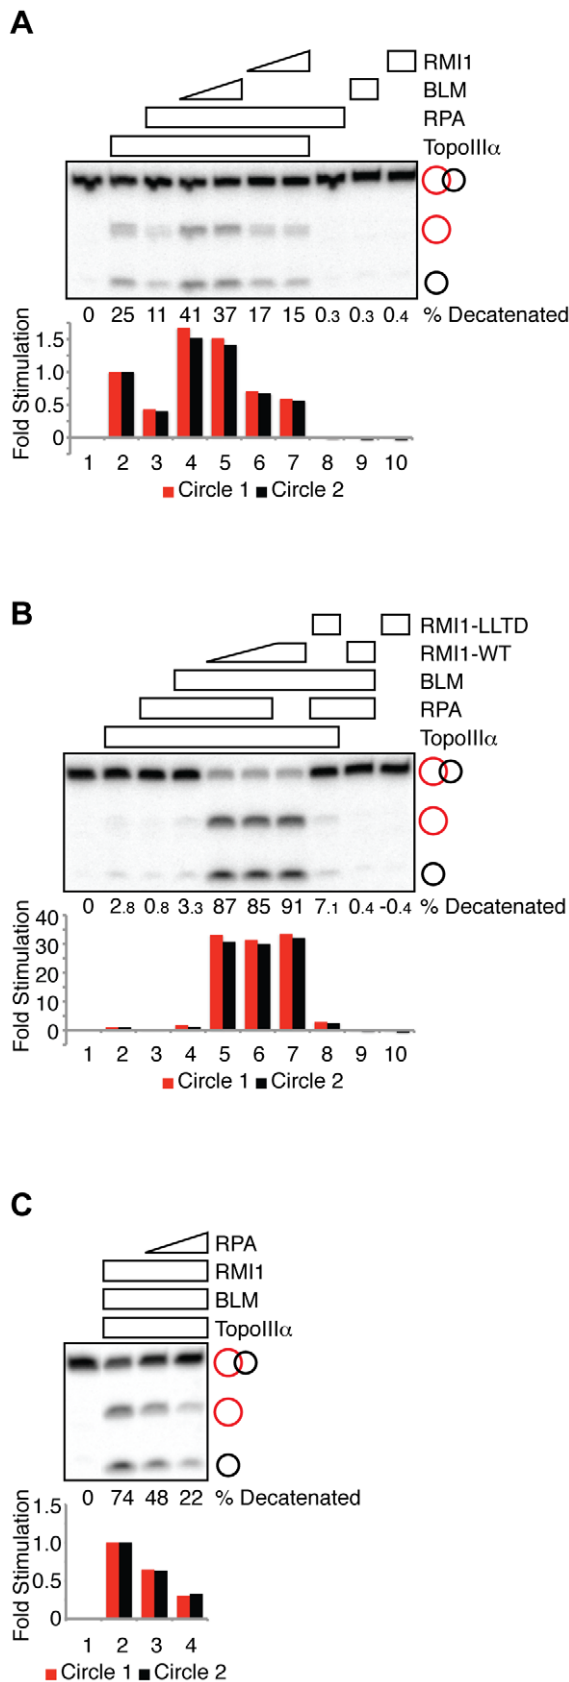 A
RMI1
BLM
RPA
TopoIIIα
0 25 11 41 37 17 15 0.3 0.3 0.4 % Decatenated
Fold Stimulation
1.5
1.0
0.5
0
1 2 3 4 5 6 7 8 9 10
Circle 1 Circle 2
B
RMI1-LLTD
RMI1-WT
BLM
RPA
TopoIIIα
0 2.8 0.8 3.3 87 85 91 7.1 0.4 -0.4 % Decatenated
Fold Stimulation
40
30
20
10
0
1 2 3 4 5 6 7 8 9 10
Circle 1 Circle 2
C
RPA
RMI1
BLM
TopoIIIα
0 74 48 22 % Decatenated
Fold Stimulation
1.5
1.0
0.5
0
1 2 3 4
Circle 1 Circle 2